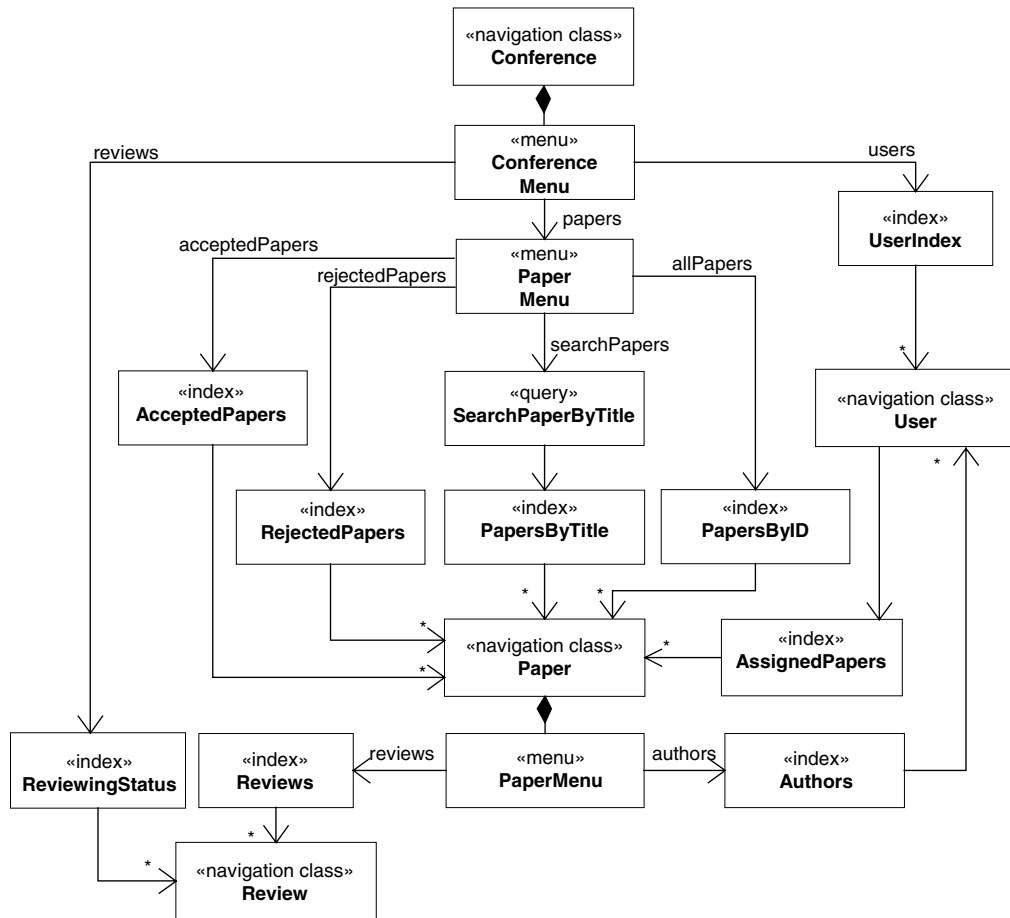 «navigation class»
Conference
reviews
«menu»
Conference
Menu
users
papers
«index»
UserIndex
acceptedPapers
rejectedPapers
«menu»
Paper
Menu
allPapers
searchPapers
*
«index»
AcceptedPapers
«query»
SearchPaperByTitle
«navigation class»
User
*
«index»
RejectedPapers
«index»
PapersByTitle
«index»
PapersByID
*
*
*
*
«navigation class»
Paper
*
«index»
AssignedPapers
«index»
ReviewingStatus
«index»
Reviews
reviews
«menu»
PaperMenu
authors
«index»
Authors
*
*
«navigation class»
Review